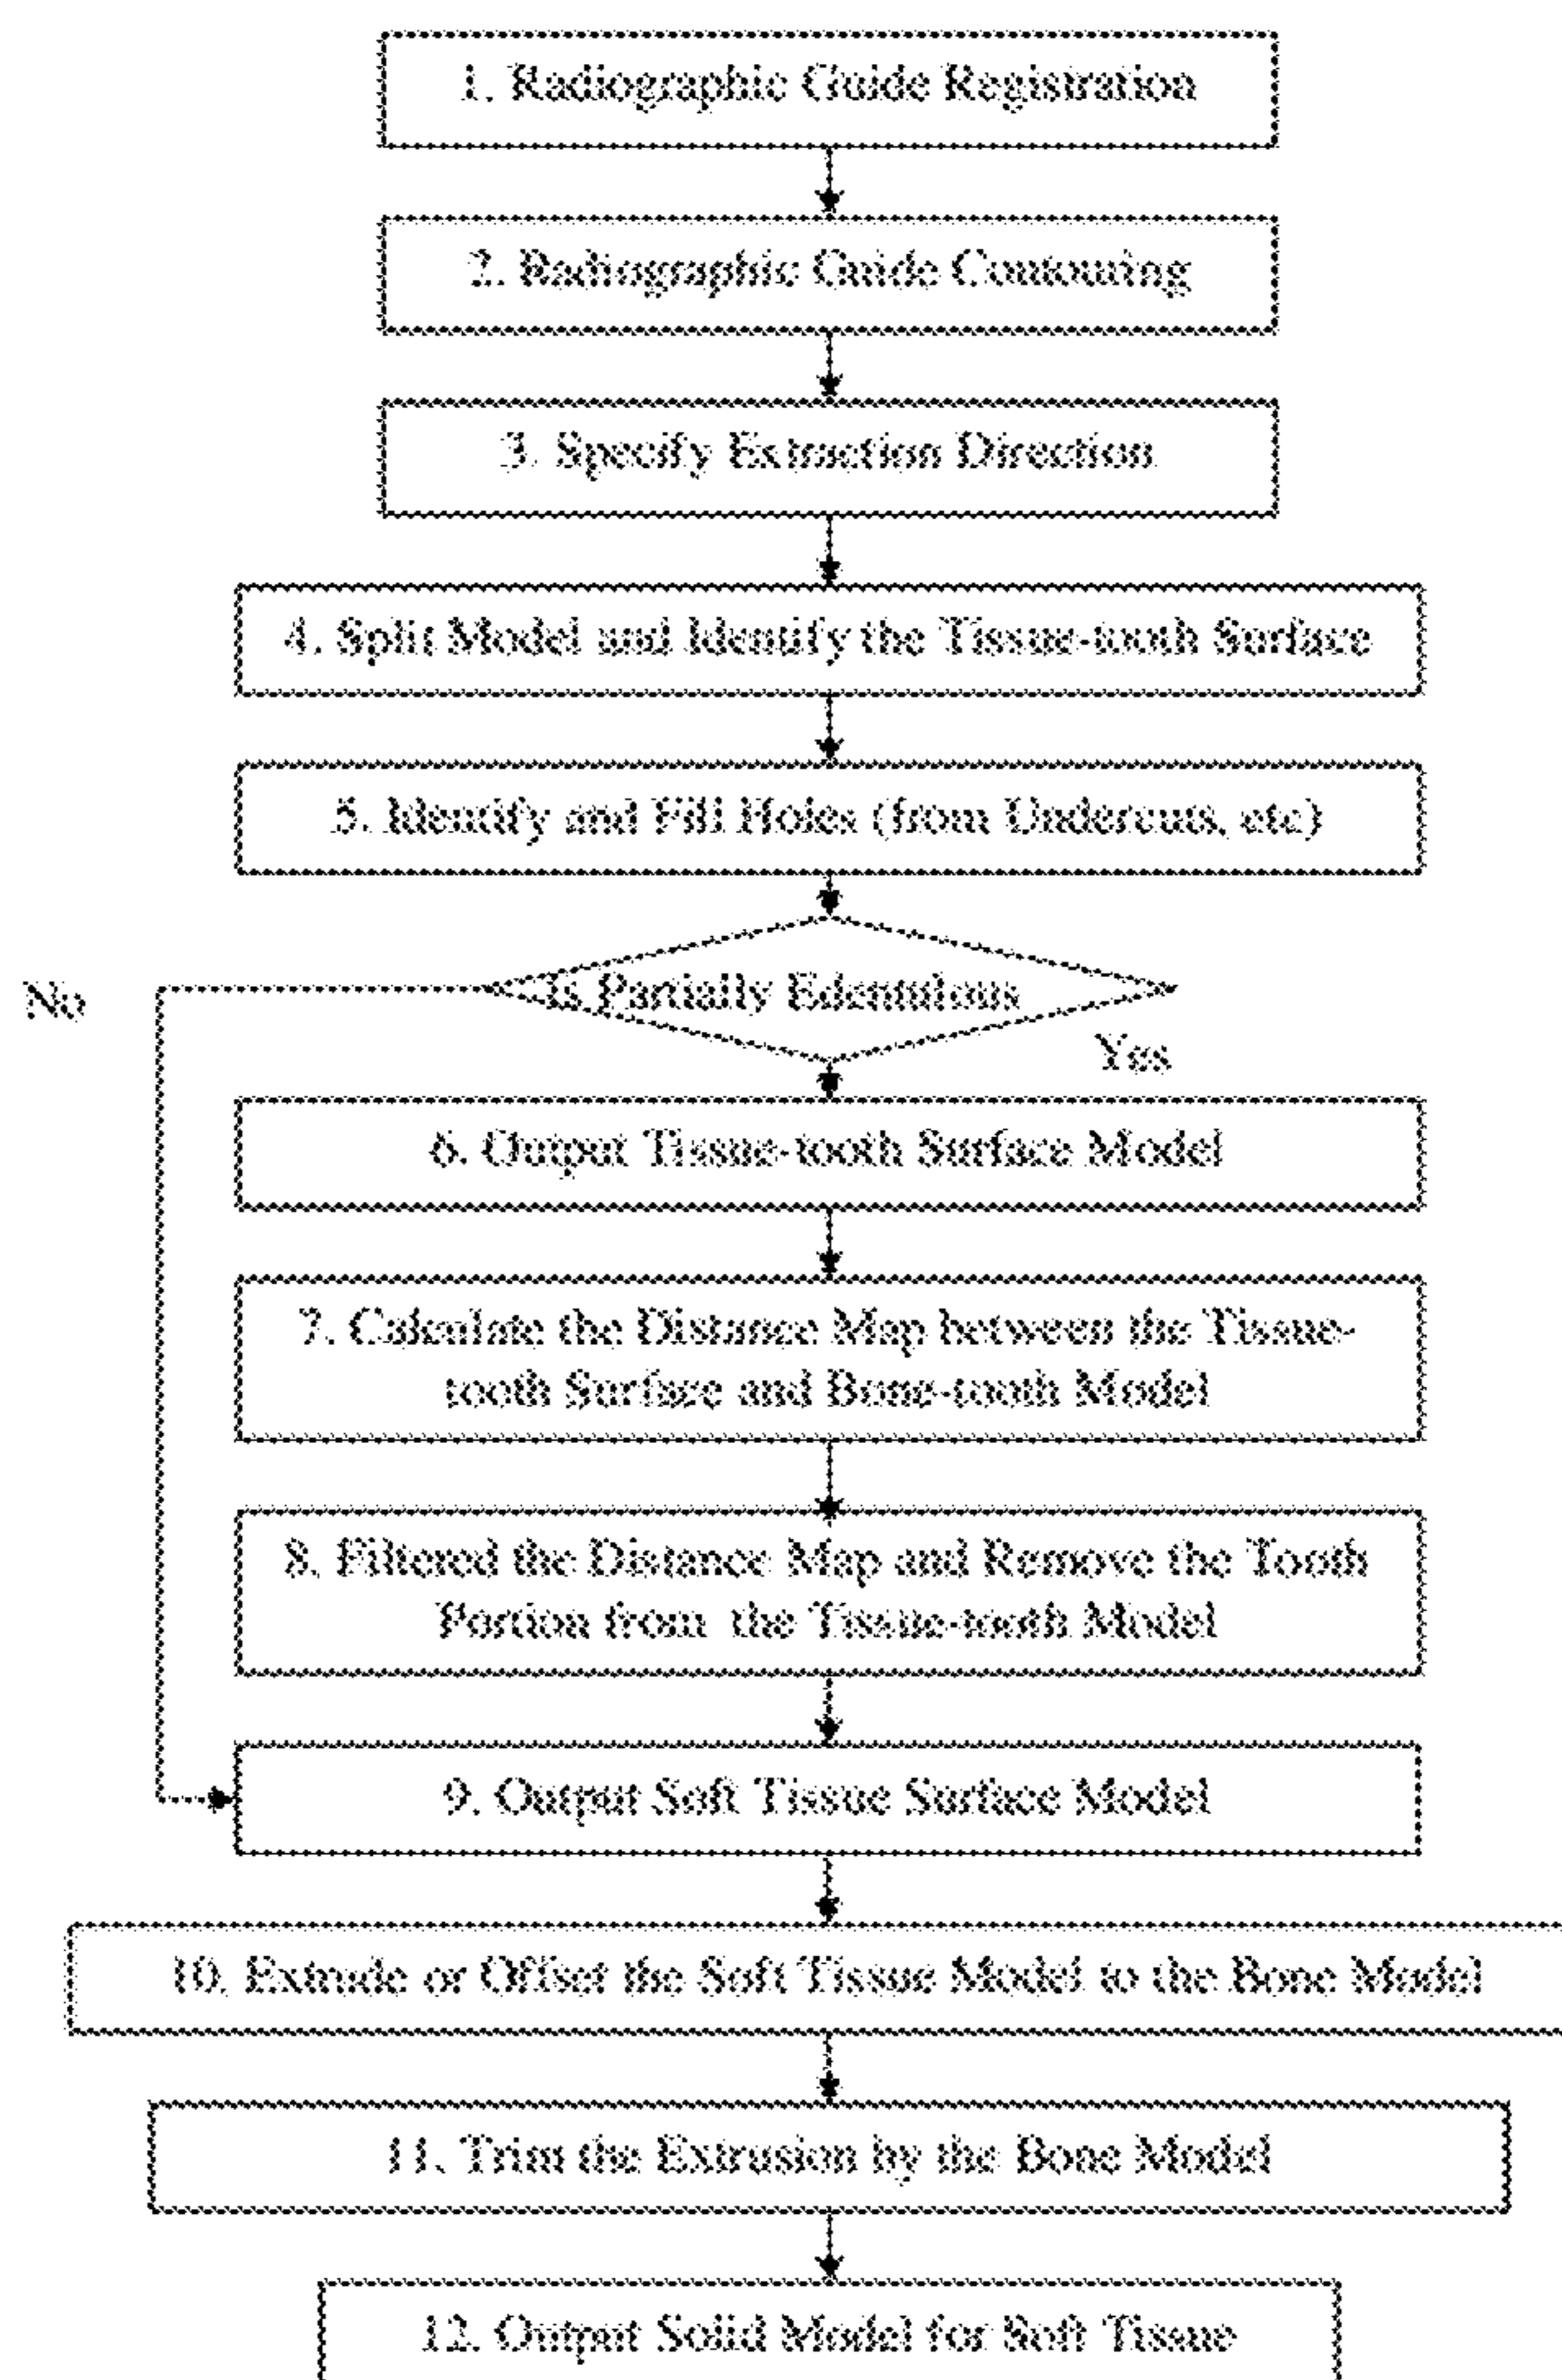 1. Radiographic Guide Registration
2. Radiographic Guide Contouring
3. Specify Extraction Direction
4. Split Model and Identify the Tissue-tooth Surface
5. Identify and Fill Holes (from Undercuts, etc)
Is Partially Edentulous
No
Yes
6. Output Tissue-tooth Surface Model
7. Calculate the Distance Map between the Tissue-
tooth Surface and Bone-tooth Model
8. Filtered the Distance Map and Remove the Tooth
Portion from the Tissue-tooth Model
9. Output Soft Tissue Surface Model
10. Extrude or Offset the Soft Tissue Model to the Bone Model
11. Trim the Extrusion by the Bone Model
12. Output Solid Model for Soft Tissue